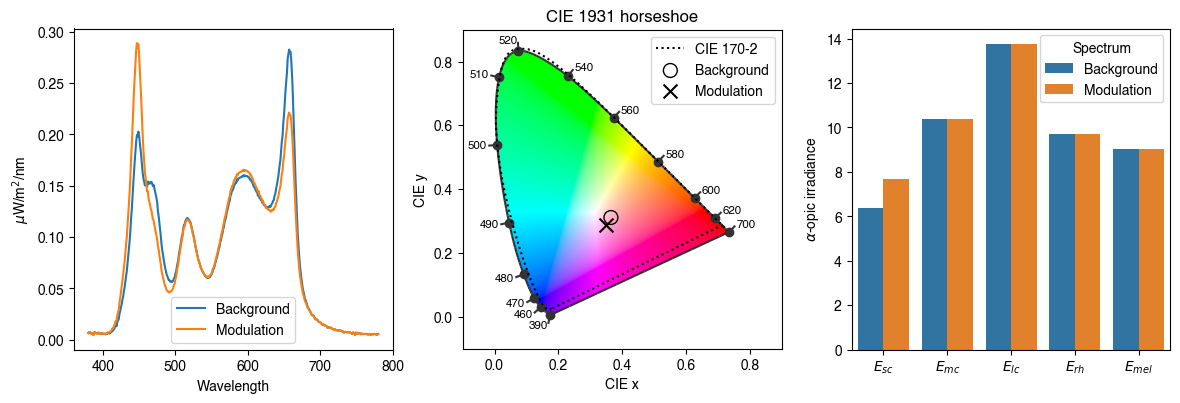 0.30
0.25
0.20
0.15
0.10
0.05
0.00
μW/m²/nm
400 500 600 700 800
Wavelength
Background
Modulation
CIE 1931 horseshoe
0.8
0.6
0.4
0.2
0.0
CIE y
0.0 0.2 0.4 0.6 0.8
CIE x
520
510
540
560
500
580
600
490
620
700
480
470
460
390
CIE 170-2
Background
Modulation
14
12
10
8
6
4
2
0
α-opic irradiance
E_sc E_mc E_lc E_rh E_mel
Spectrum
Background
Modulation